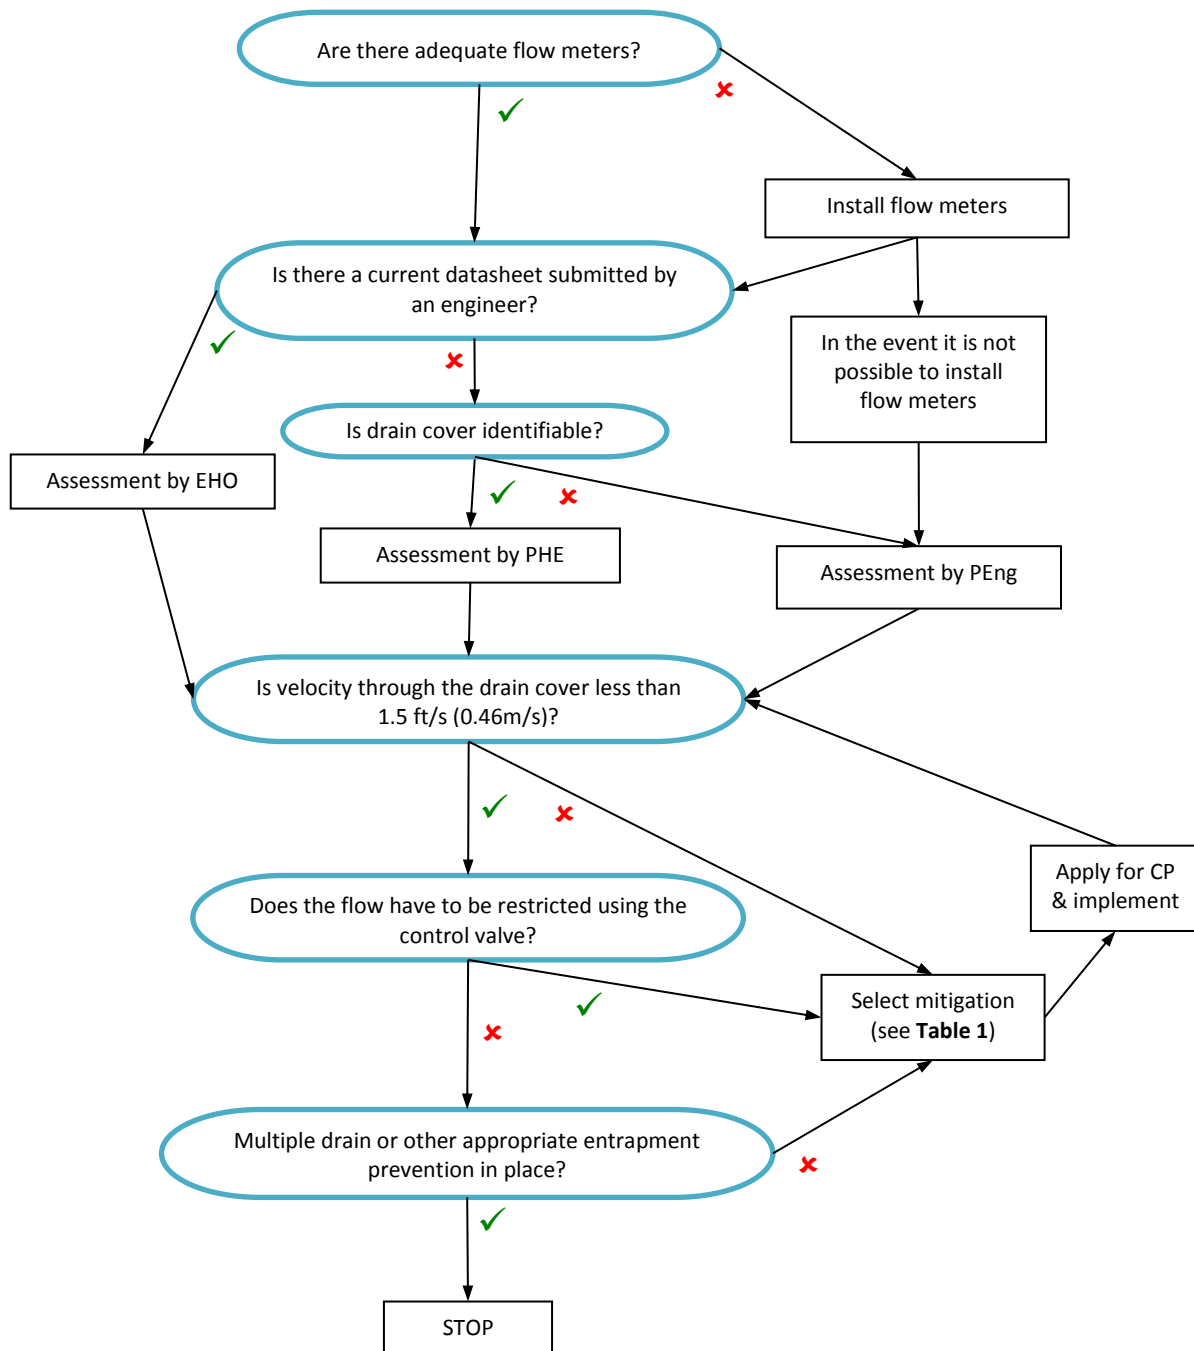 Are there adequate flow meters?
Install flow meters
Is there a current datasheet submitted by
an engineer?
In the event it is not
possible to install
flow meters
Is drain cover identifiable?
Assessment by EHO
Assessment by PHE
Assessment by PEng
Is velocity through the drain cover less than
1.5 ft/s (0.46m/s)?
Apply for CP
& implement
Does the flow have to be restricted using the
control valve?
Select mitigation
(see Table 1)
Multiple drain or other appropriate entrapment
prevention in place?
STOP